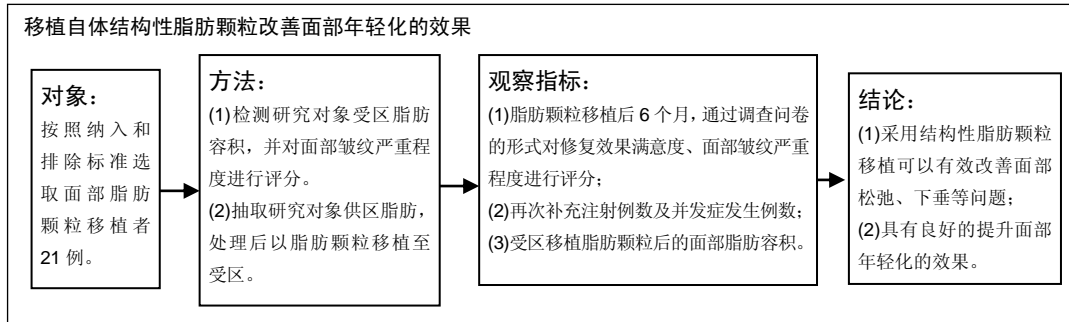 移植自体结构性脂肪颗粒改善面部年轻化的效果
对象：
按照纳入和
排除标准选
取面部脂肪
颗粒移植者
21 例。
方法：
(1)检测研究对象受区脂肪
容积，并对面部皱纹严重程
度进行评分。
(2)抽取研究对象供区脂肪，
处理后以脂肪颗粒移植至
受区。
观察指标：
(1)脂肪颗粒移植后 6 个月，通过调查问卷
的形式对修复效果满意度、面部皱纹严重
程度进行评分；
(2)再次补充注射例数及并发症发生例数；
(3)受区移植脂肪颗粒后的面部脂肪容积。
结论：
(1)采用结构性脂肪颗粒
移植可以有效改善面部
松弛、下垂等问题；
(2)具有良好的提升面部
年轻化的效果。